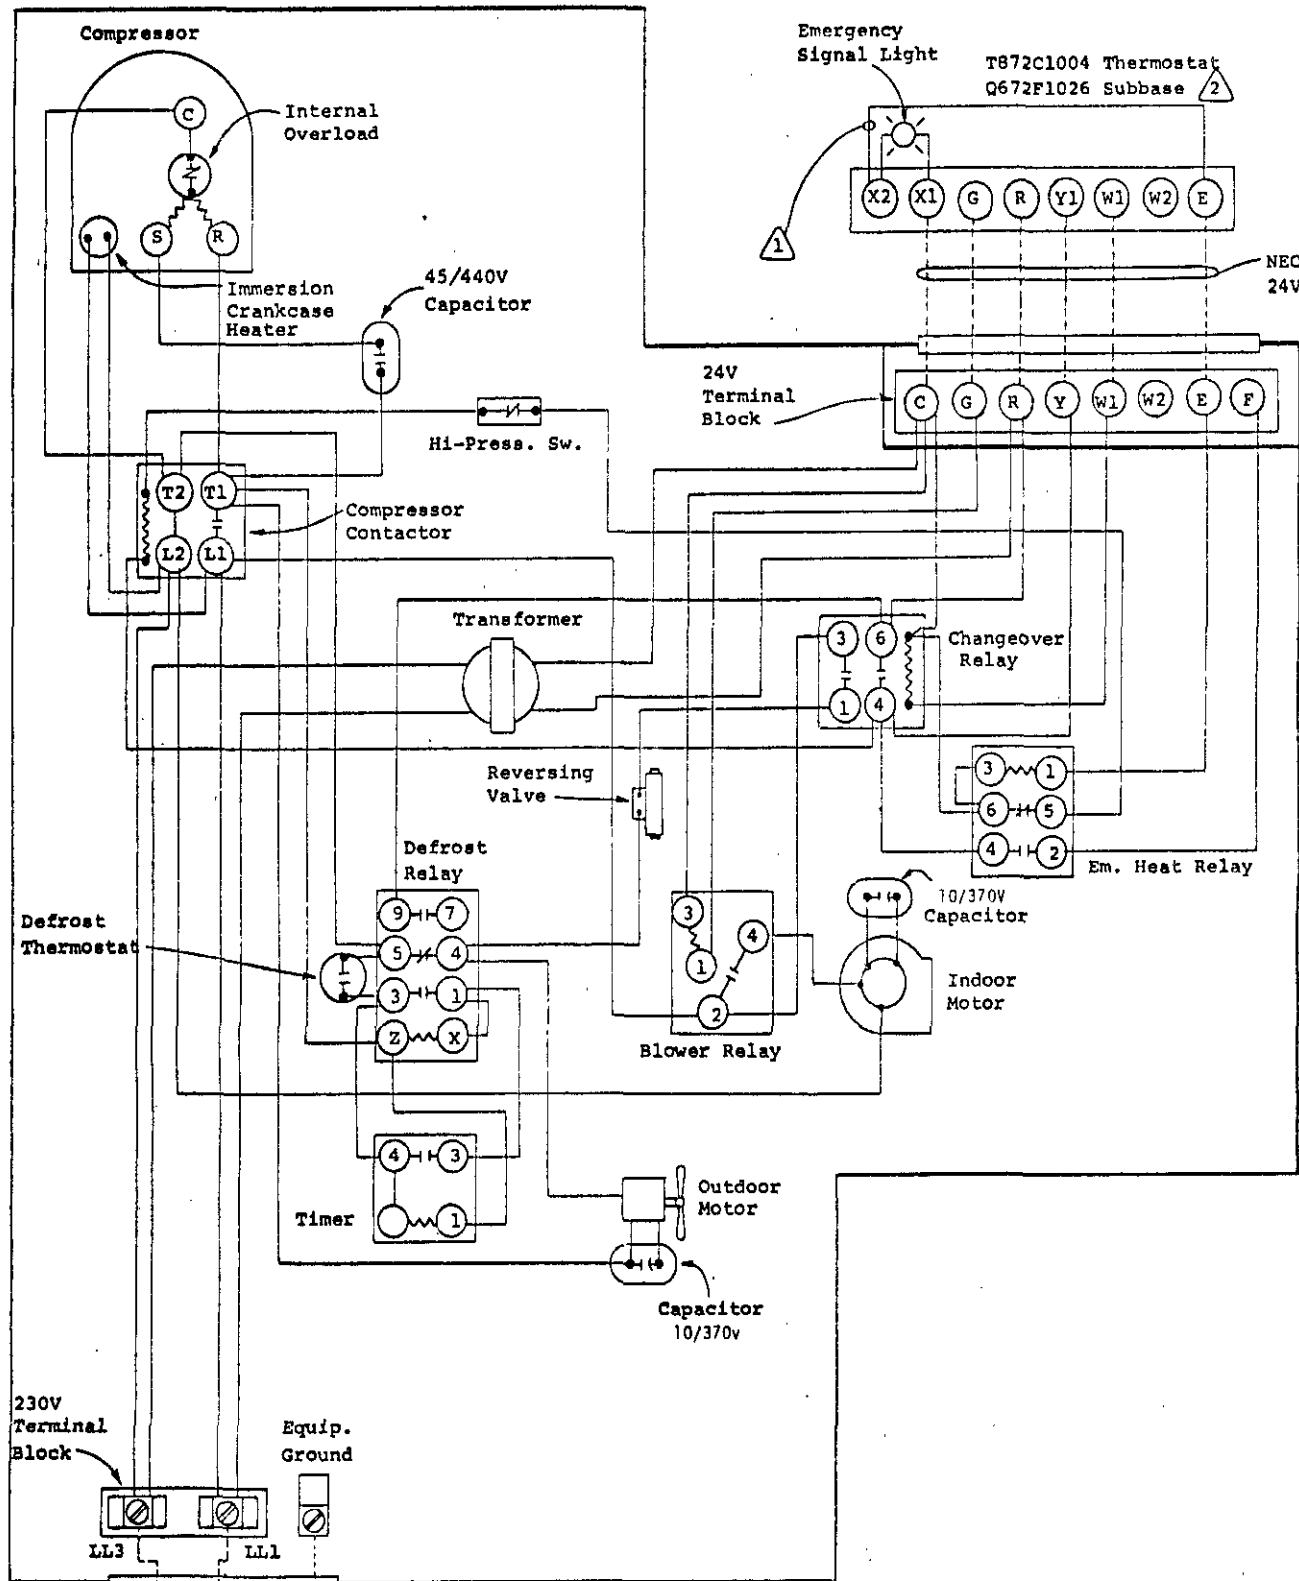 Compressor
C
Internal
Overload
S
R
Immersion
Crankcase
Heater
45/440V
Capacitor
Hi-Press. Sw.
T2
T1
L2
L1
Compressor
Contactor
Emergency
Signal Light
T872C1004 Thermostat
Q672F1026 Subbase
2
1
X2 X1 G R Y1 W1 W2 E
NEC
24V
24V
Terminal
Block
C G R Y W1 W2 E F
Transformer
3 6
1 4
Changeover
Relay
Reversing
Valve
3 1
6 5
4 2
Em. Heat Relay
Defrost
Relay
Defrost
Thermostat
9 7
5 4
3 1
Z X
3
4
1
2
Blower Relay
10/370V
Capacitor
Indoor
Motor
4 3
1
Timer
Outdoor
Motor
Capacitor
10/370v
230V
Terminal
Block
Equip.
Ground
LL3
LL1